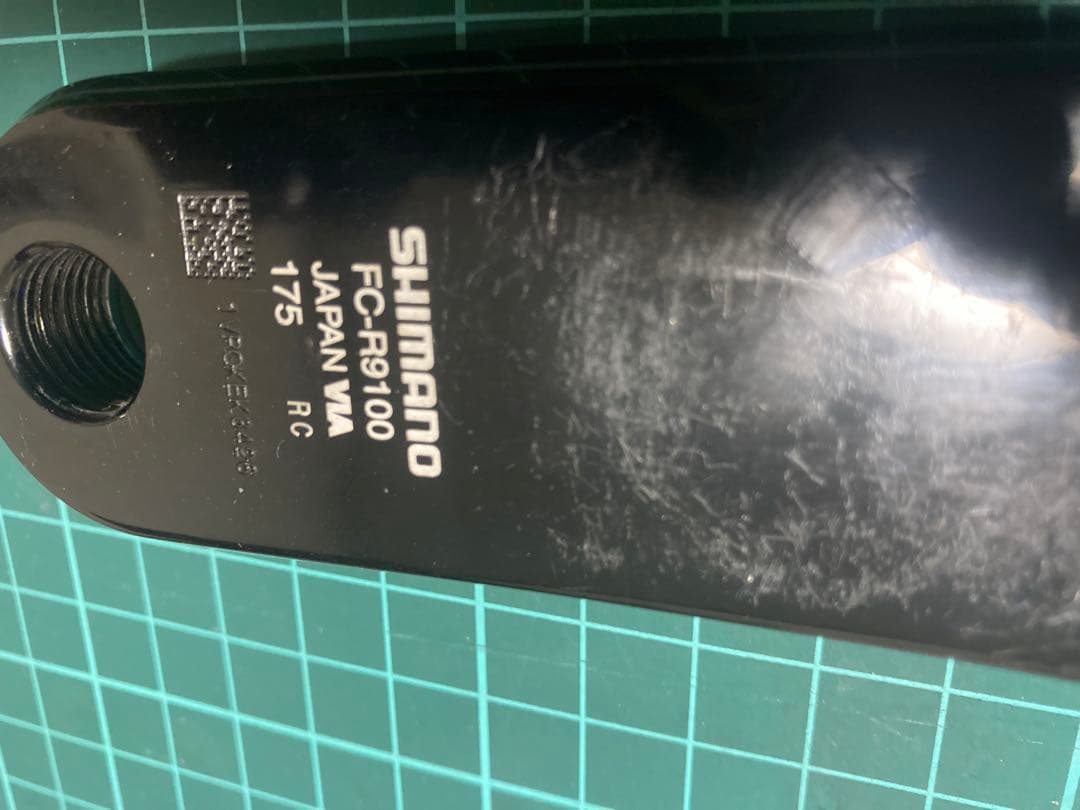 SHIMANO
FC-R9100
JAPAN VIA
175 RC